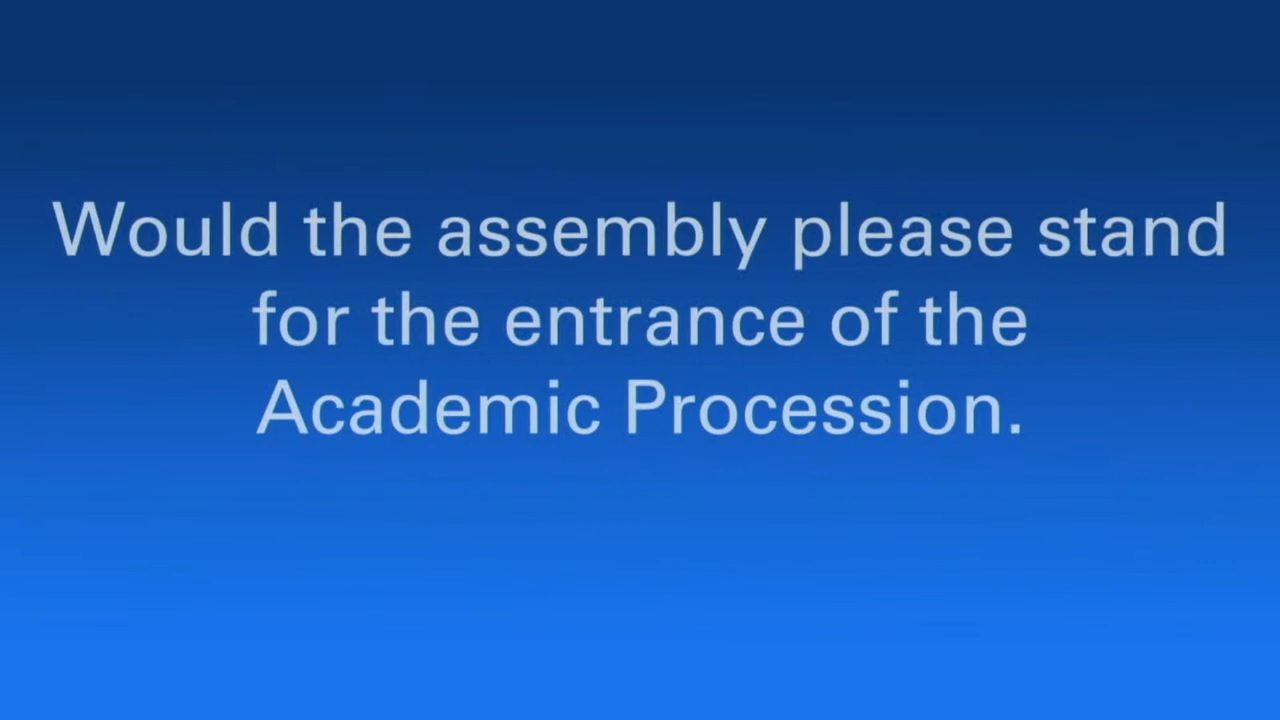 Would the assembly please stand
for the entrance of the
Academic Procession.